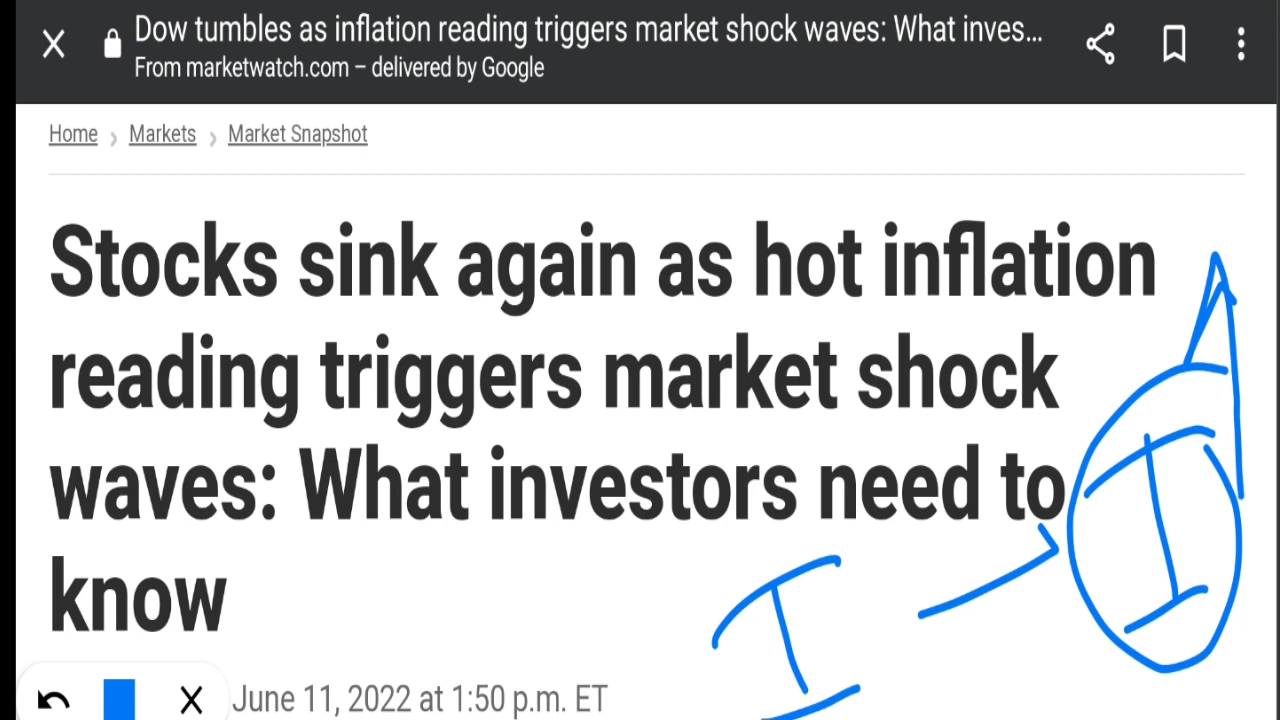 Dow tumbles as inflation reading triggers market shock waves: What inves...
From marketwatch.com – delivered by Google
Home › Markets › Market Snapshot
Stocks sink again as hot inflation
reading triggers market shock
waves: What investors need to
know
I
I
June 11, 2022 at 1:50 p.m. ET